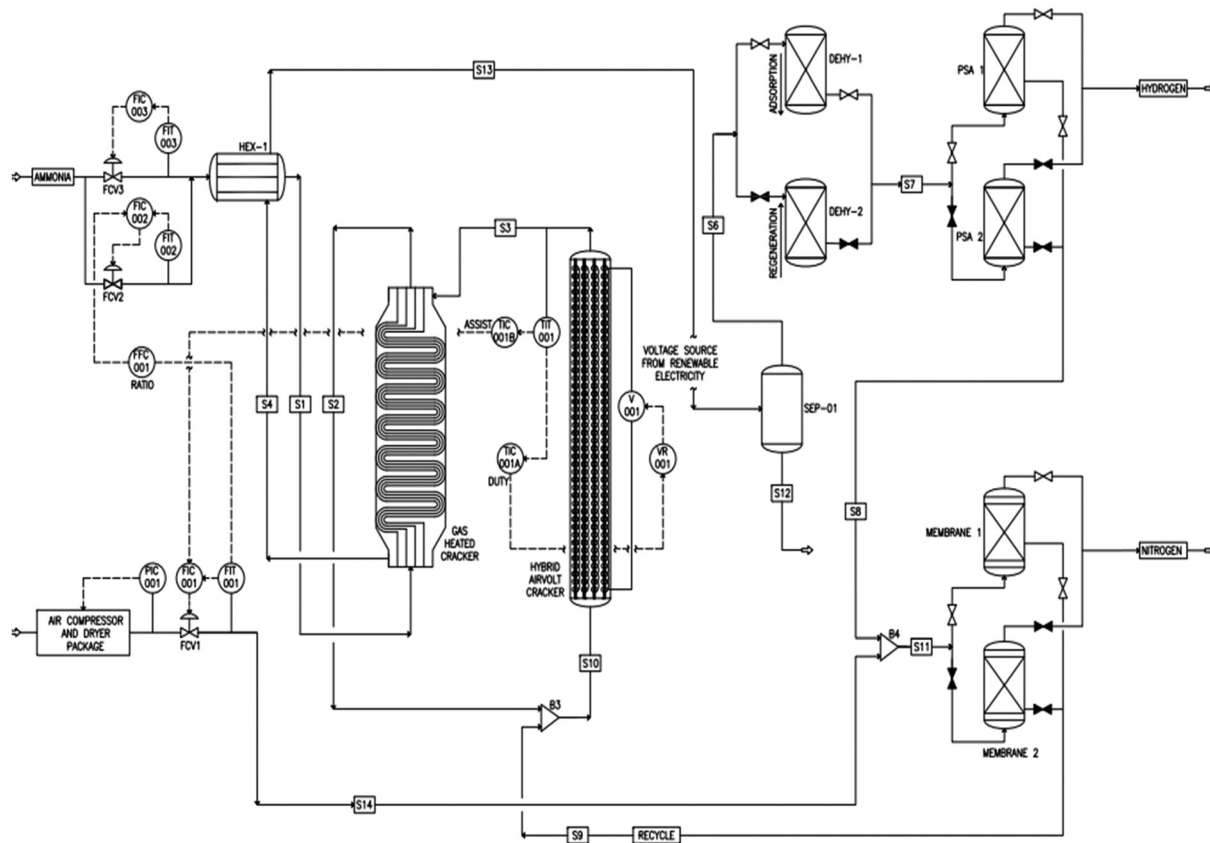 S13
DEHY-1
ADSORPTION
PSA 1
HYDROGEN
FIC
003
FIT
003
HEX-1
AMMONIA
FCV3
FIC
002
FIT
002
FCV2
S6
S7
DEHY-2
REGENERATION
PSA 2
S3
ASSIST
TIC
001B
TIT
001
FFC
001
RATIO
VOLTAGE SOURCE
FROM RENEWABLE
ELECTRICITY
SEP-01
S4
S1
S2
V
001
TIC
001A
DUTY
VR
001
S12
S8
MEMBRANE 1
NITROGEN
GAS
HEATED
CRACKER
HYBRID
AIRVOLT
CRACKER
PIC
001
FIC
001
FIT
001
AIR COMPRESSOR
AND DRYER
PACKAGE
FCV1
S10
B4
S11
B3
MEMBRANE 2
S14
S9
RECYCLE